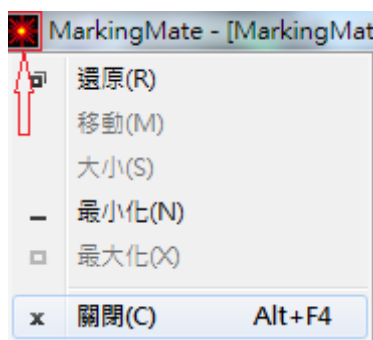 MarkingMate - [MarkingMat
還原(R)
移動(M)
大小(S)
最小化(N)
最大化(X)
關閉(C) Alt+F4